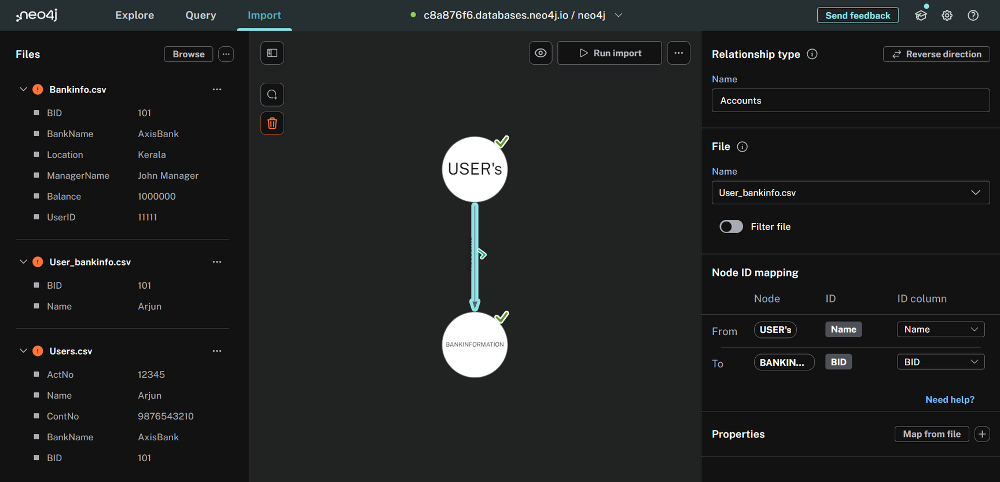 neo4j Explore Query Import c8a876f6.databases.neo4j.io / neo4j Send feedback
Files Browse
Bankinfo.csv
BID 101
BankName AxisBank
Location Kerala
ManagerName John Manager
Balance 1000000
UserID 11111
User_bankinfo.csv
BID 101
Name Arjun
Users.csv
ActNo 12345
Name Arjun
ContNo 9876543210
BankName AxisBank
BID 101
Run import
USER's
BANKINFORMATION
Relationship type Reverse direction
Name
Accounts
File
Name
User_bankinfo.csv
Filter file
Node ID mapping
Node ID ID column
From USER's Name Name
To BANKIN... BID BID
Need help?
Properties Map from file